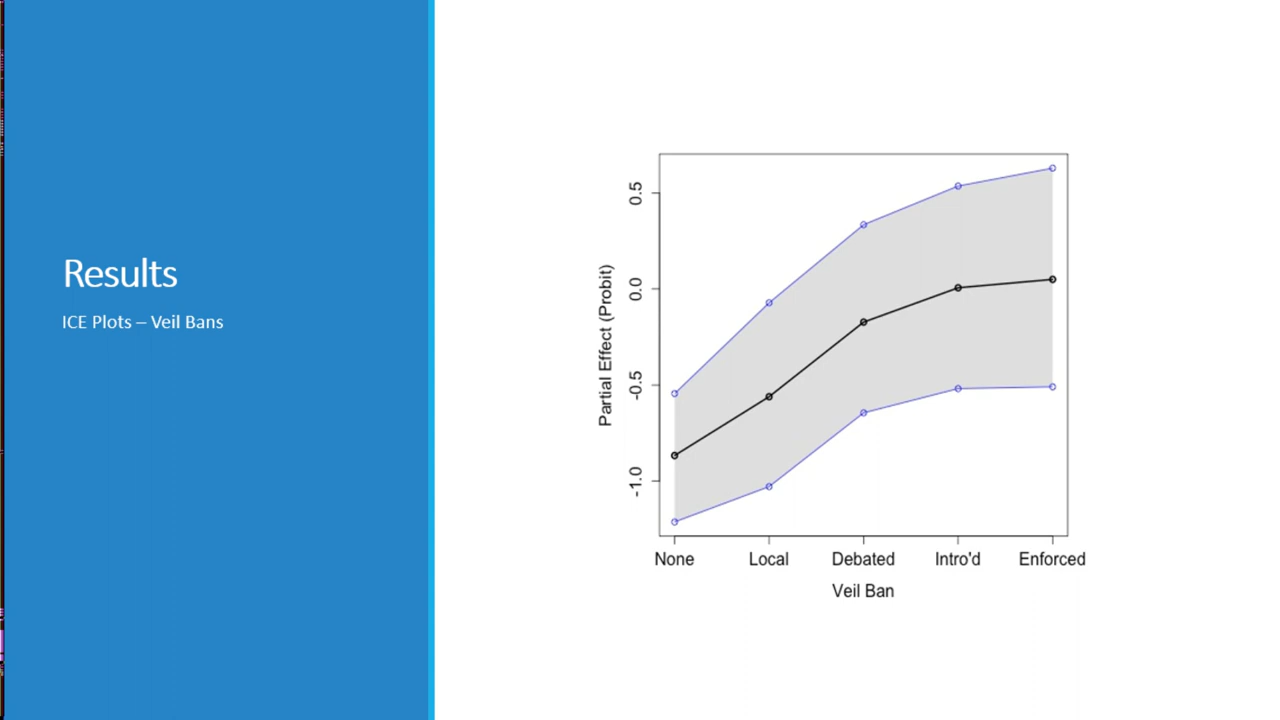 Results
ICE Plots – Veil Bans
Partial Effect (Probit)
0.5
0.0
-0.5
-1.0
None Local Debated Intro'd Enforced
Veil Ban